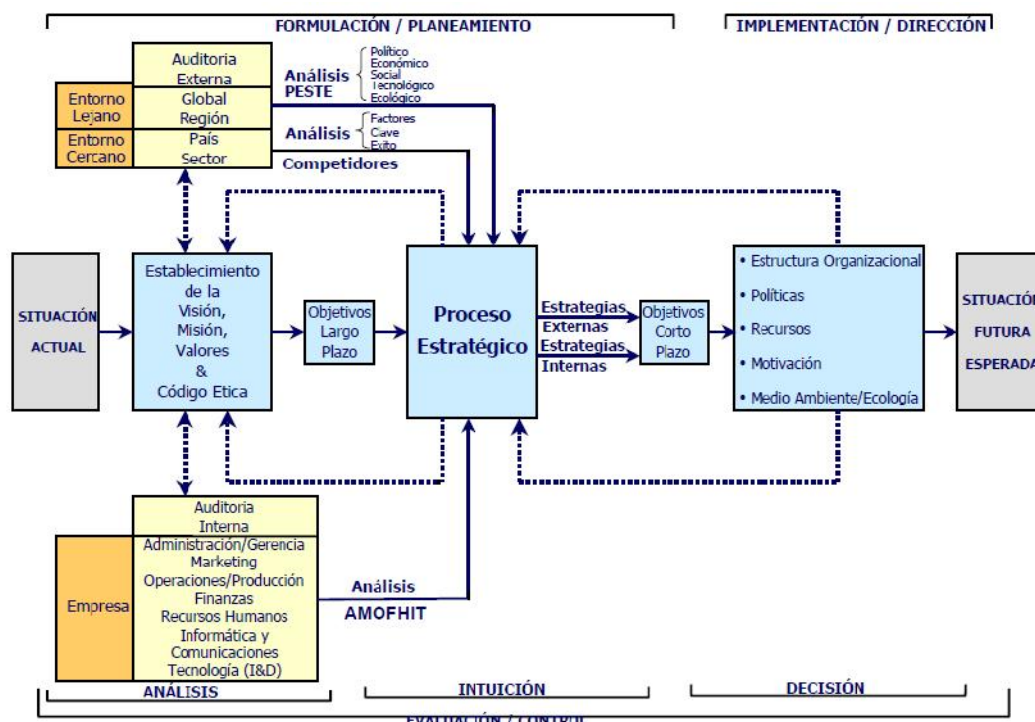 FORMULACIÓN / PLANEAMIENTO
IMPLEMENTACIÓN / DIRECCIÓN
Auditoria
Externa
Entorno
Lejano
Global
Región
Entorno
Cercano
País
Sector
Análisis
PESTE
Político
Económico
Social
Tecnológico
Ecológico
Análisis
Factores
Clave
Exito
Competidores
SITUACIÓN
ACTUAL
Establecimiento
de la
Visión,
Misión,
Valores
&
Código Etica
Objetivos
Largo
Plazo
Proceso
Estratégico
Estrategias
Externas
Estrategias
Internas
Objetivos
Corto
Plazo
• Estructura Organizacional
• Políticas
• Recursos
• Motivación
• Medio Ambiente/Ecología
SITUACIÓN
FUTURA
ESPERADA
Auditoria
Interna
Empresa
Administración/Gerencia
Marketing
Operaciones/Producción
Finanzas
Recursos Humanos
Informática y
Comunicaciones
Tecnología (I&D)
Análisis
AMOFHIT
ANÁLISIS
INTUICIÓN
DECISIÓN
EVALUACIÓN / CONTROL